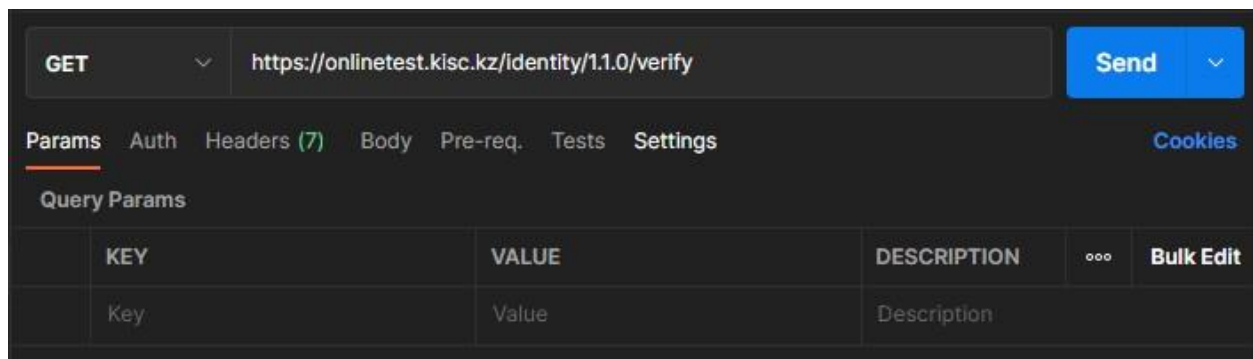 GET https://onlinetest.kisc.kz/identity/1.1.0/verify Send
Params Auth Headers (7) Body Pre-req. Tests Settings Cookies
Query Params
KEY VALUE DESCRIPTION ooo Bulk Edit
Key Value Description